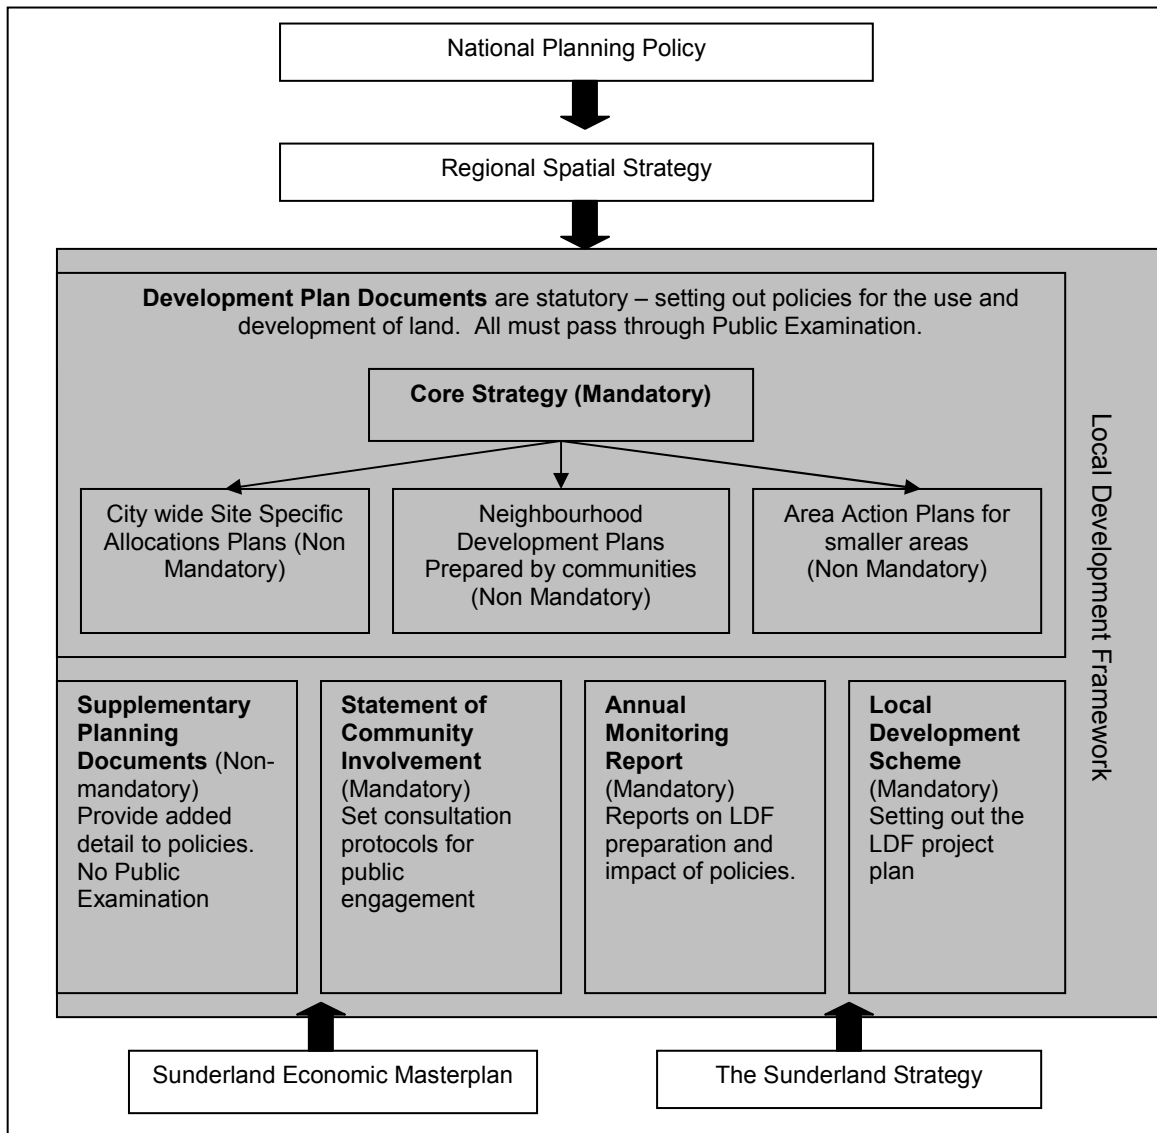 National Planning Policy
Regional Spatial Strategy
Development Plan Documents are statutory – setting out policies for the use and
development of land.  All must pass through Public Examination.
Core Strategy (Mandatory)
City wide Site Specific
Allocations Plans (Non
Mandatory)
Neighbourhood
Development Plans
Prepared by communities
(Non Mandatory)
Area Action Plans for
smaller areas
(Non Mandatory)
Local Development Framework
Supplementary
Planning
Documents (Non-
mandatory)
Provide added
detail to policies.
No Public
Examination
Statement of
Community
Involvement
(Mandatory)
Set consultation
protocols for
public
engagement
Annual
Monitoring
Report
(Mandatory)
Reports on LDF
preparation and
impact of policies.
Local
Development
Scheme
(Mandatory)
Setting out the
LDF project
plan
Sunderland Economic Masterplan
The Sunderland Strategy